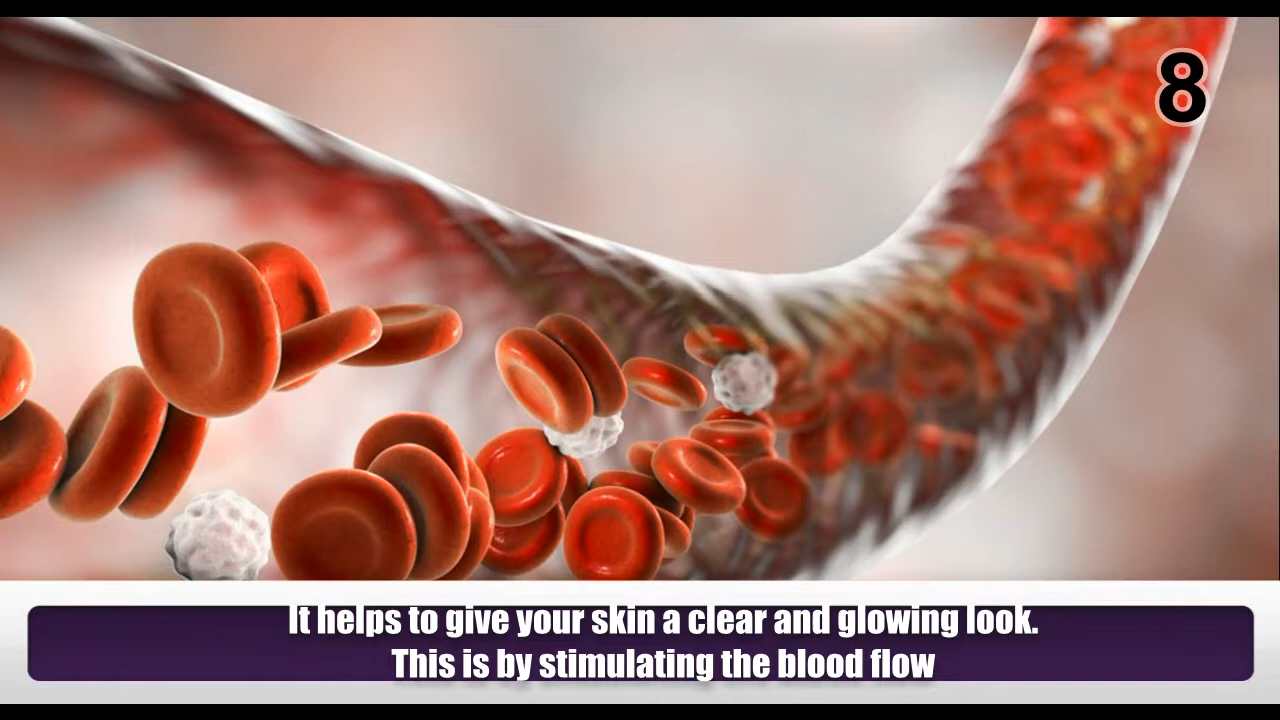 8
It helps to give your skin a clear and glowing look.
This is by stimulating the blood flow